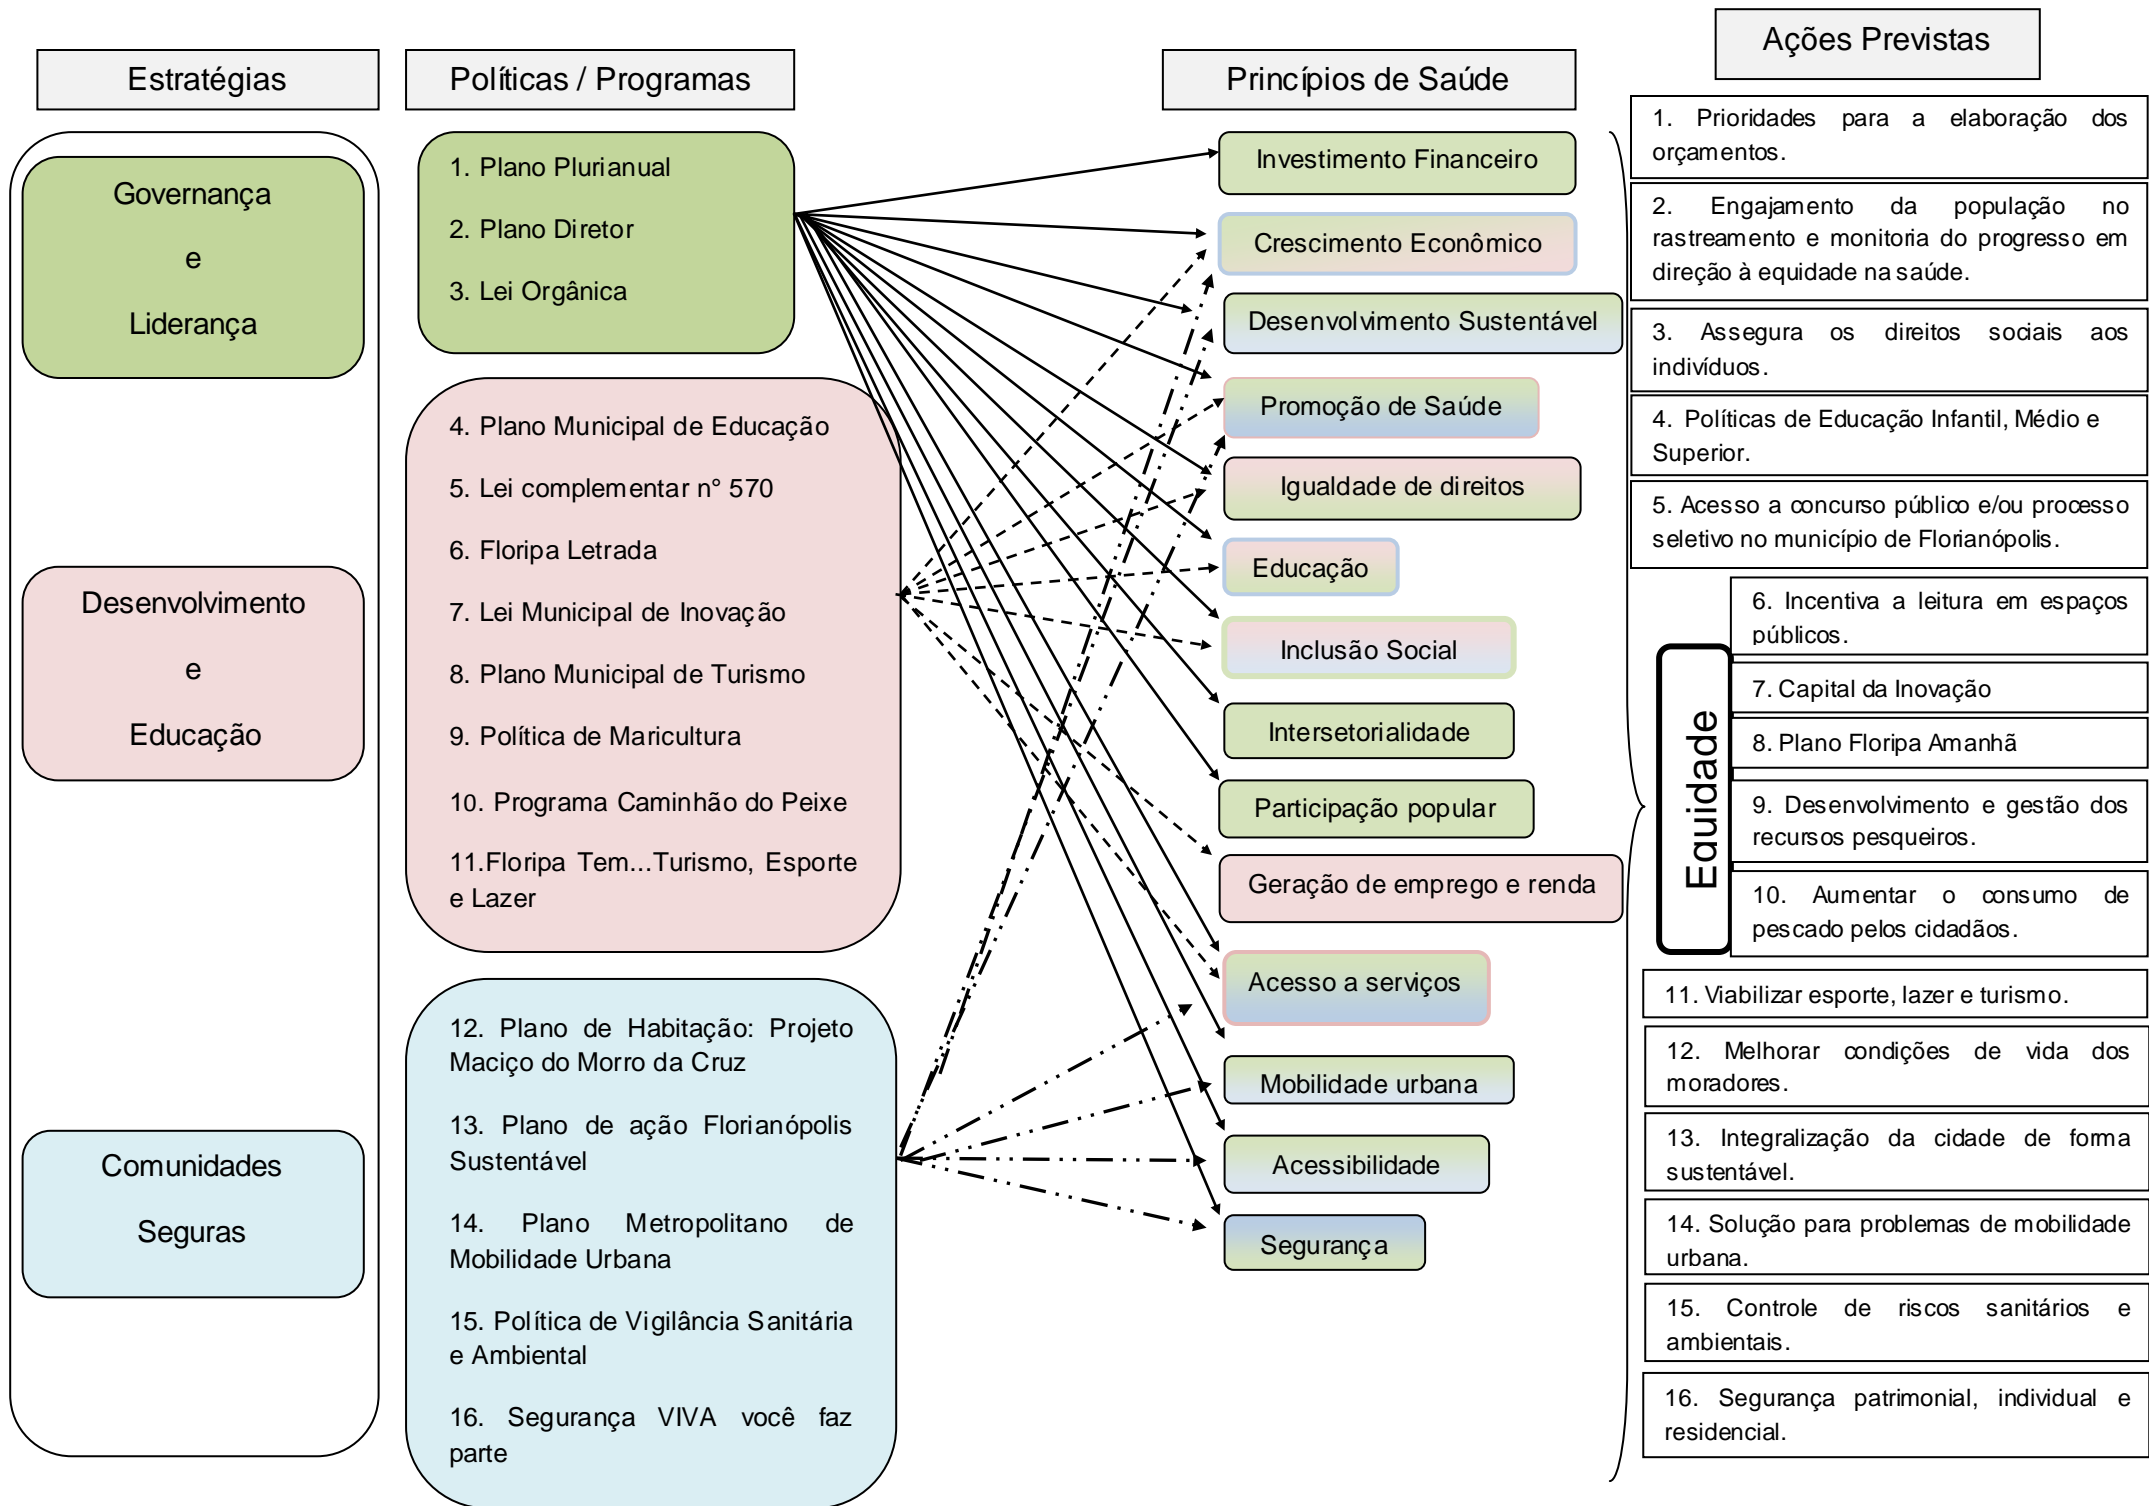 Estratégias
Governança
e
Liderança
Desenvolvimento
e
Educação
Comunidades
Seguras
Políticas / Programas
1. Plano Plurianual
2. Plano Diretor
3. Lei Orgânica
4. Plano Municipal de Educação
5. Lei complementar n° 570
6. Floripa Letrada
7. Lei Municipal de Inovação
8. Plano Municipal de Turismo
9. Política de Maricultura
10. Programa Caminhão do Peixe
11.Floripa Tem...Turismo, Esporte
e Lazer
12. Plano de Habitação: Projeto
Maciço do Morro da Cruz
13. Plano de ação Florianópolis
Sustentável
14. Plano Metropolitano de
Mobilidade Urbana
15. Política de Vigilância Sanitária
e Ambiental
16. Segurança VIVA você faz
parte
Princípios de Saúde
Investimento Financeiro
Crescimento Econômico
Desenvolvimento Sustentável
Promoção de Saúde
Igualdade de direitos
Educação
Inclusão Social
Intersetorialidade
Participação popular
Geração de emprego e renda
Acesso a serviços
Mobilidade urbana
Acessibilidade
Segurança
Ações Previstas
1. Prioridades para a elaboração dos
orçamentos.
2. Engajamento da população no
rastreamento e monitoria do progresso em
direção à equidade na saúde.
3. Assegura os direitos sociais aos
indivíduos.
4. Políticas de Educação Infantil, Médio e
Superior.
5. Acesso a concurso público e/ou processo
seletivo no município de Florianópolis.
Equidade
6. Incentiva a leitura em espaços
públicos.
7. Capital da Inovação
8. Plano Floripa Amanhã
9. Desenvolvimento e gestão dos
recursos pesqueiros.
10. Aumentar o consumo de
pescado pelos cidadãos.
11. Viabilizar esporte, lazer e turismo.
12. Melhorar condições de vida dos
moradores.
13. Integralização da cidade de forma
sustentável.
14. Solução para problemas de mobilidade
urbana.
15. Controle de riscos sanitários e
ambientais.
16. Segurança patrimonial, individual e
residencial.